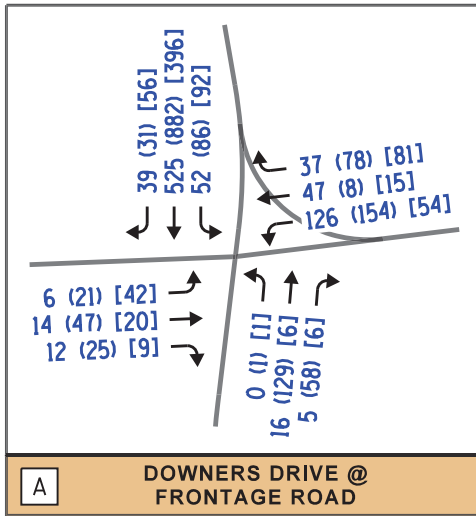 39 (31) [56]
525 (882) [396]
52 (86) [92]
37 (78) [81]
47 (8) [15]
126 (154) [54]
6 (21) [42]
14 (47) [20]
12 (25) [9]
0 (1) [1]
16 (129) [6]
5 (58) [6]
A
DOWNERS DRIVE @
FRONTAGE ROAD